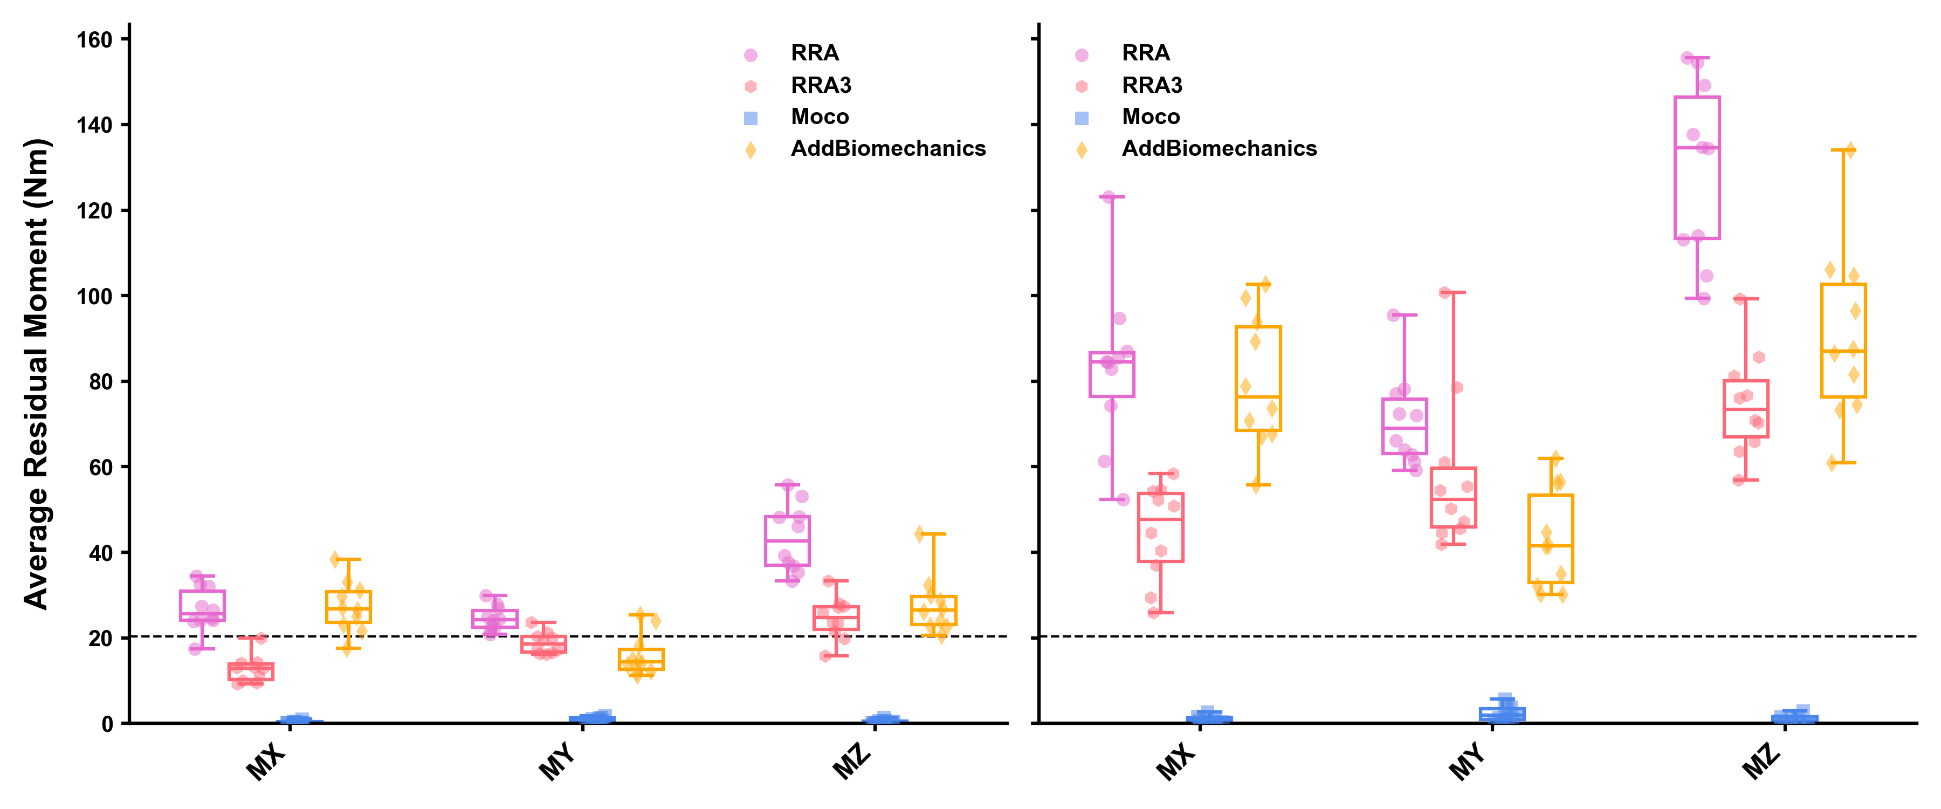 Average Residual Moment (Nm)
160
140
120
100
80
60
40
20
0
RRA
RRA3
Moco
AddBiomechanics
MX
MY
MZ
RRA
RRA3
Moco
AddBiomechanics
MX
MY
MZ